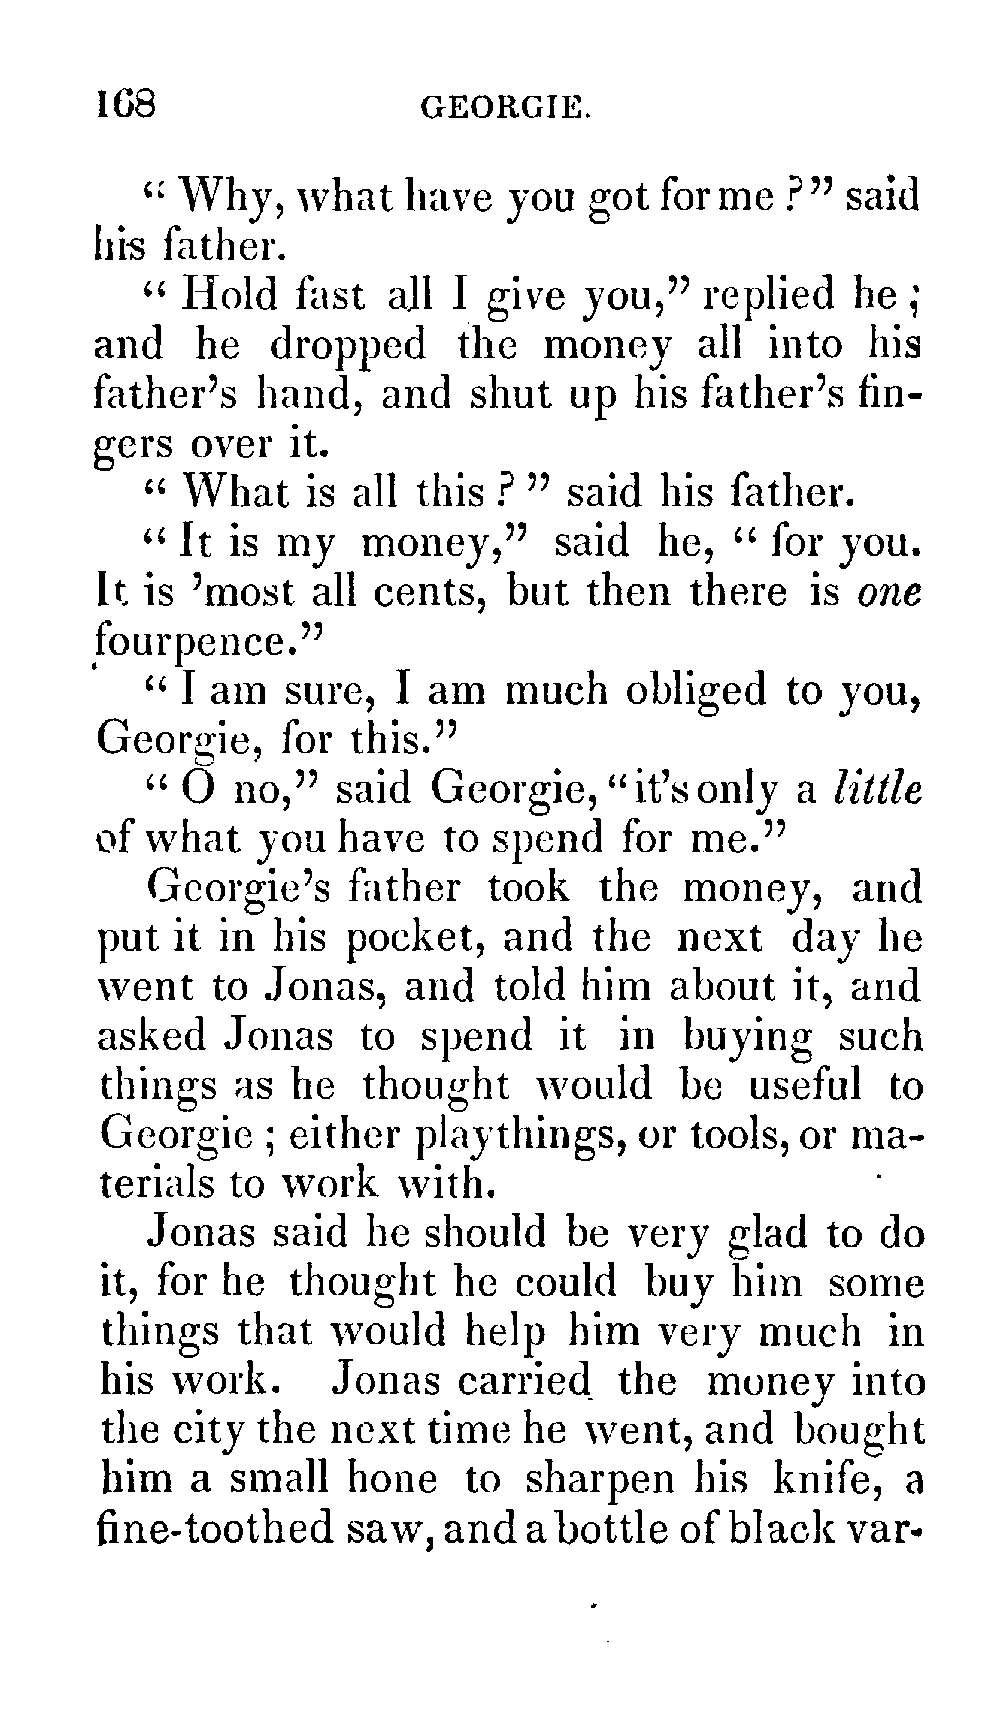 168 GEORGIE.
“ Why, what have you got for me ? ” said
his father.
“ Hold fast all I give you,” replied he ;
and he dropped the money all into his
father’s hand, and shut up his father’s fin-
gers over it.
“ What is all this ? ” said his father.
“ It is my money,” said he, “ for you.
It is ’most all cents, but then there is one
fourpence.”
“ I am sure, I am much obliged to you,
Georgie, for this.”
“ O no,” said Georgie, “it’s only a little
of what you have to spend for me.”
Georgie’s father took the money, and
put it in his pocket, and the next day he
went to Jonas, and told him about it, and
asked Jonas to spend it in buying such
things as he thought would be useful to
Georgie ; either playthings, or tools, or ma-
terials to work with.
Jonas said he should be very glad to do
it, for he thought he could buy him some
things that would help him very much in
his work. Jonas carried the money into
the city the next time he went, and bought
him a small hone to sharpen his knife, a
fine-toothed saw, and a bottle of black var-